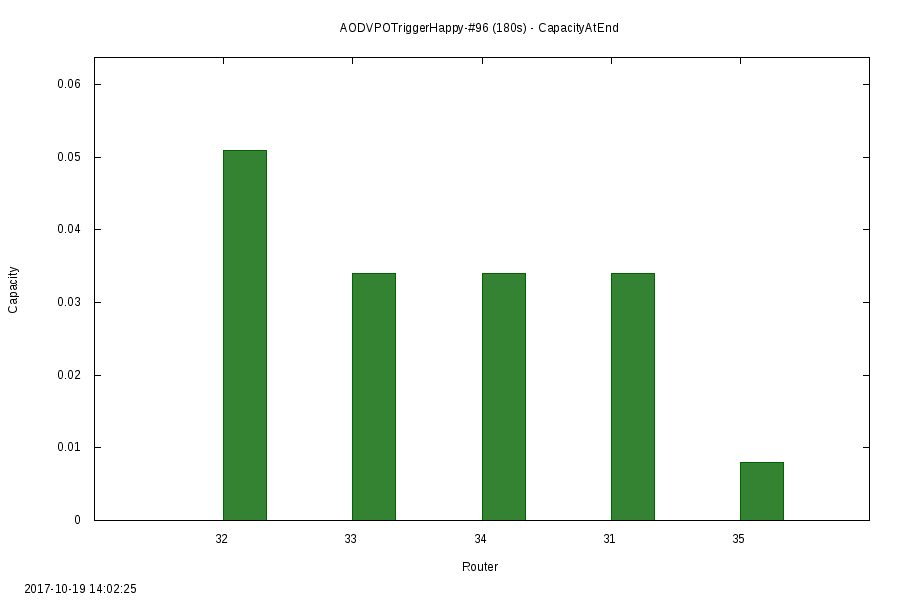 AODVPOTriggerHappy-#96 (180s) - CapacityAtEnd
0.06
0.05
0.04
0.03
0.02
0.01
0
Capacity
32 33 34 31 35
Router
2017-10-19 14:02:25